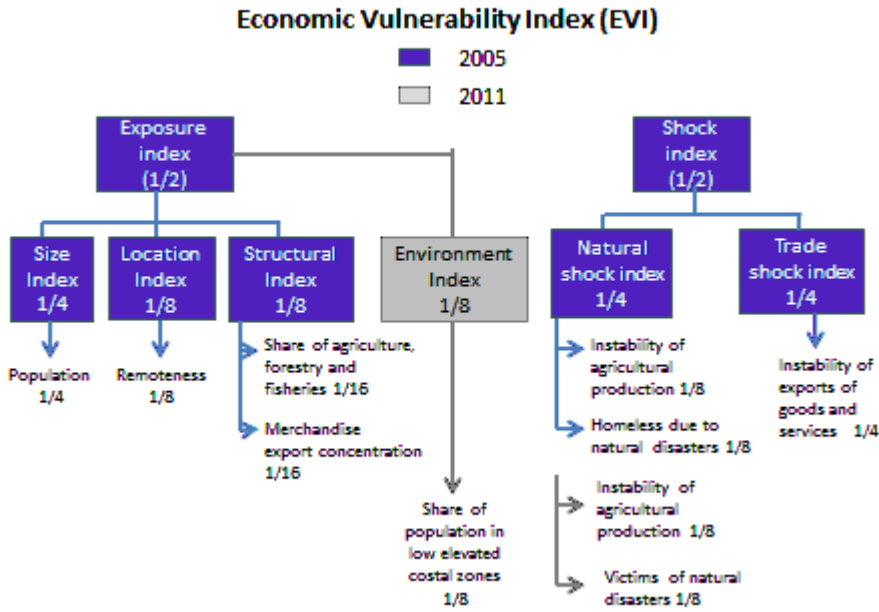 Economic Vulnerability Index (EVI)
2005
2011
Exposure
index
(1/2)
Shock
index
(1/2)
Size
Index
1/4
Location
Index
1/8
Structural
Index
1/8
Environment
Index
1/8
Natural
shock index
1/4
Trade
shock index
1/4
Population
1/4
Remoteness
1/8
Share of agriculture,
forestry and
fisheries 1/16
Merchandise
export concentration
1/16
Share of
population in
low elevated
costal zones
1/8
Instability of
agricultural
production 1/8
Homeless due to
natural disasters 1/8
Instability of
agricultural
production 1/8
Victims of natural
disasters 1/8
Instability of
exports of
goods and
services 1/4